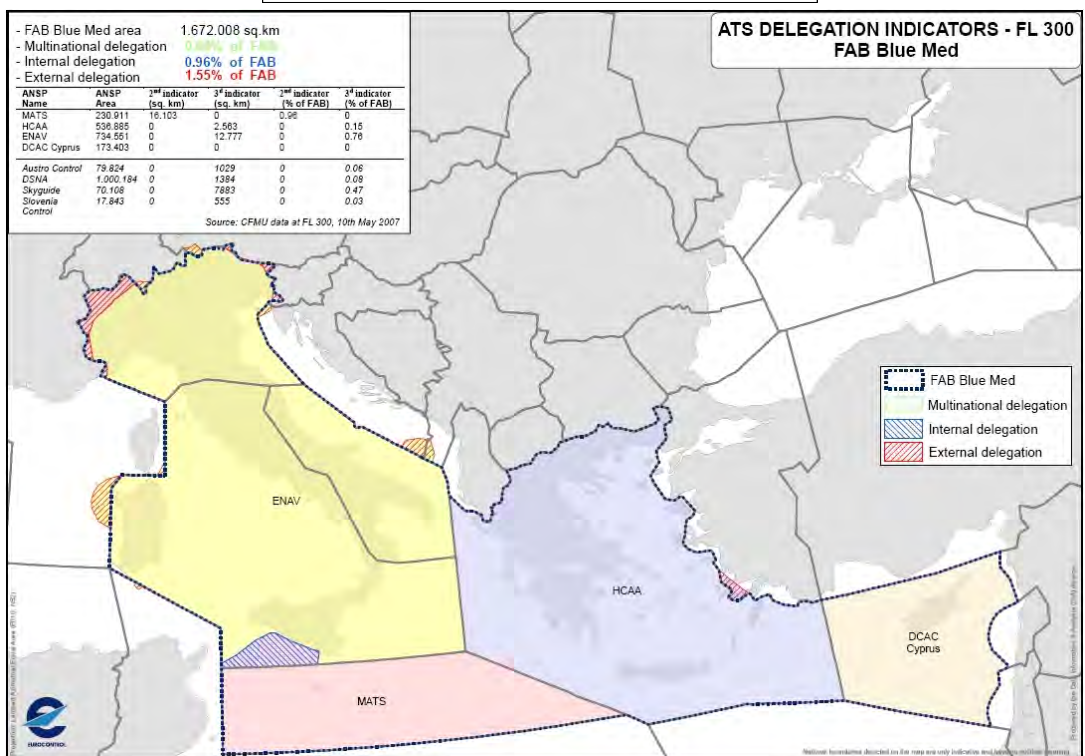 ATS DELEGATION INDICATORS - FL 300
FAB Blue Med
- FAB Blue Med area 1.672.008 sq.km
- Multinational delegation 0.00% of FAB
- Internal delegation 0.96% of FAB
- External delegation 1.55% of FAB
ANSP Name ANSP Area 2nd indicator (sq. km) 3d indicator (sq. km) 2nd indicator (% of FAB) 3d indicator (% of FAB)
MATS 230.911 16.103 0 0.96 0
HCAA 536.885 0 2.563 0 0.15
ENAV 734.551 0 12.777 0 0.76
DCAC Cyprus 173.403 0 0 0 0
Austro Control 79.824 0 1029 0 0.06
DSNA 1.000.184 0 1384 0 0.08
Skyguide 70.108 0 7883 0 0.47
Slovenia Control 17.843 0 555 0 0.03
Source: CFMU data at FL 300, 10th May 2007
FAB Blue Med
Multinational delegation
Internal delegation
External delegation
ENAV
HCAA
DCAC
Cyprus
MATS
EUROCONTROL